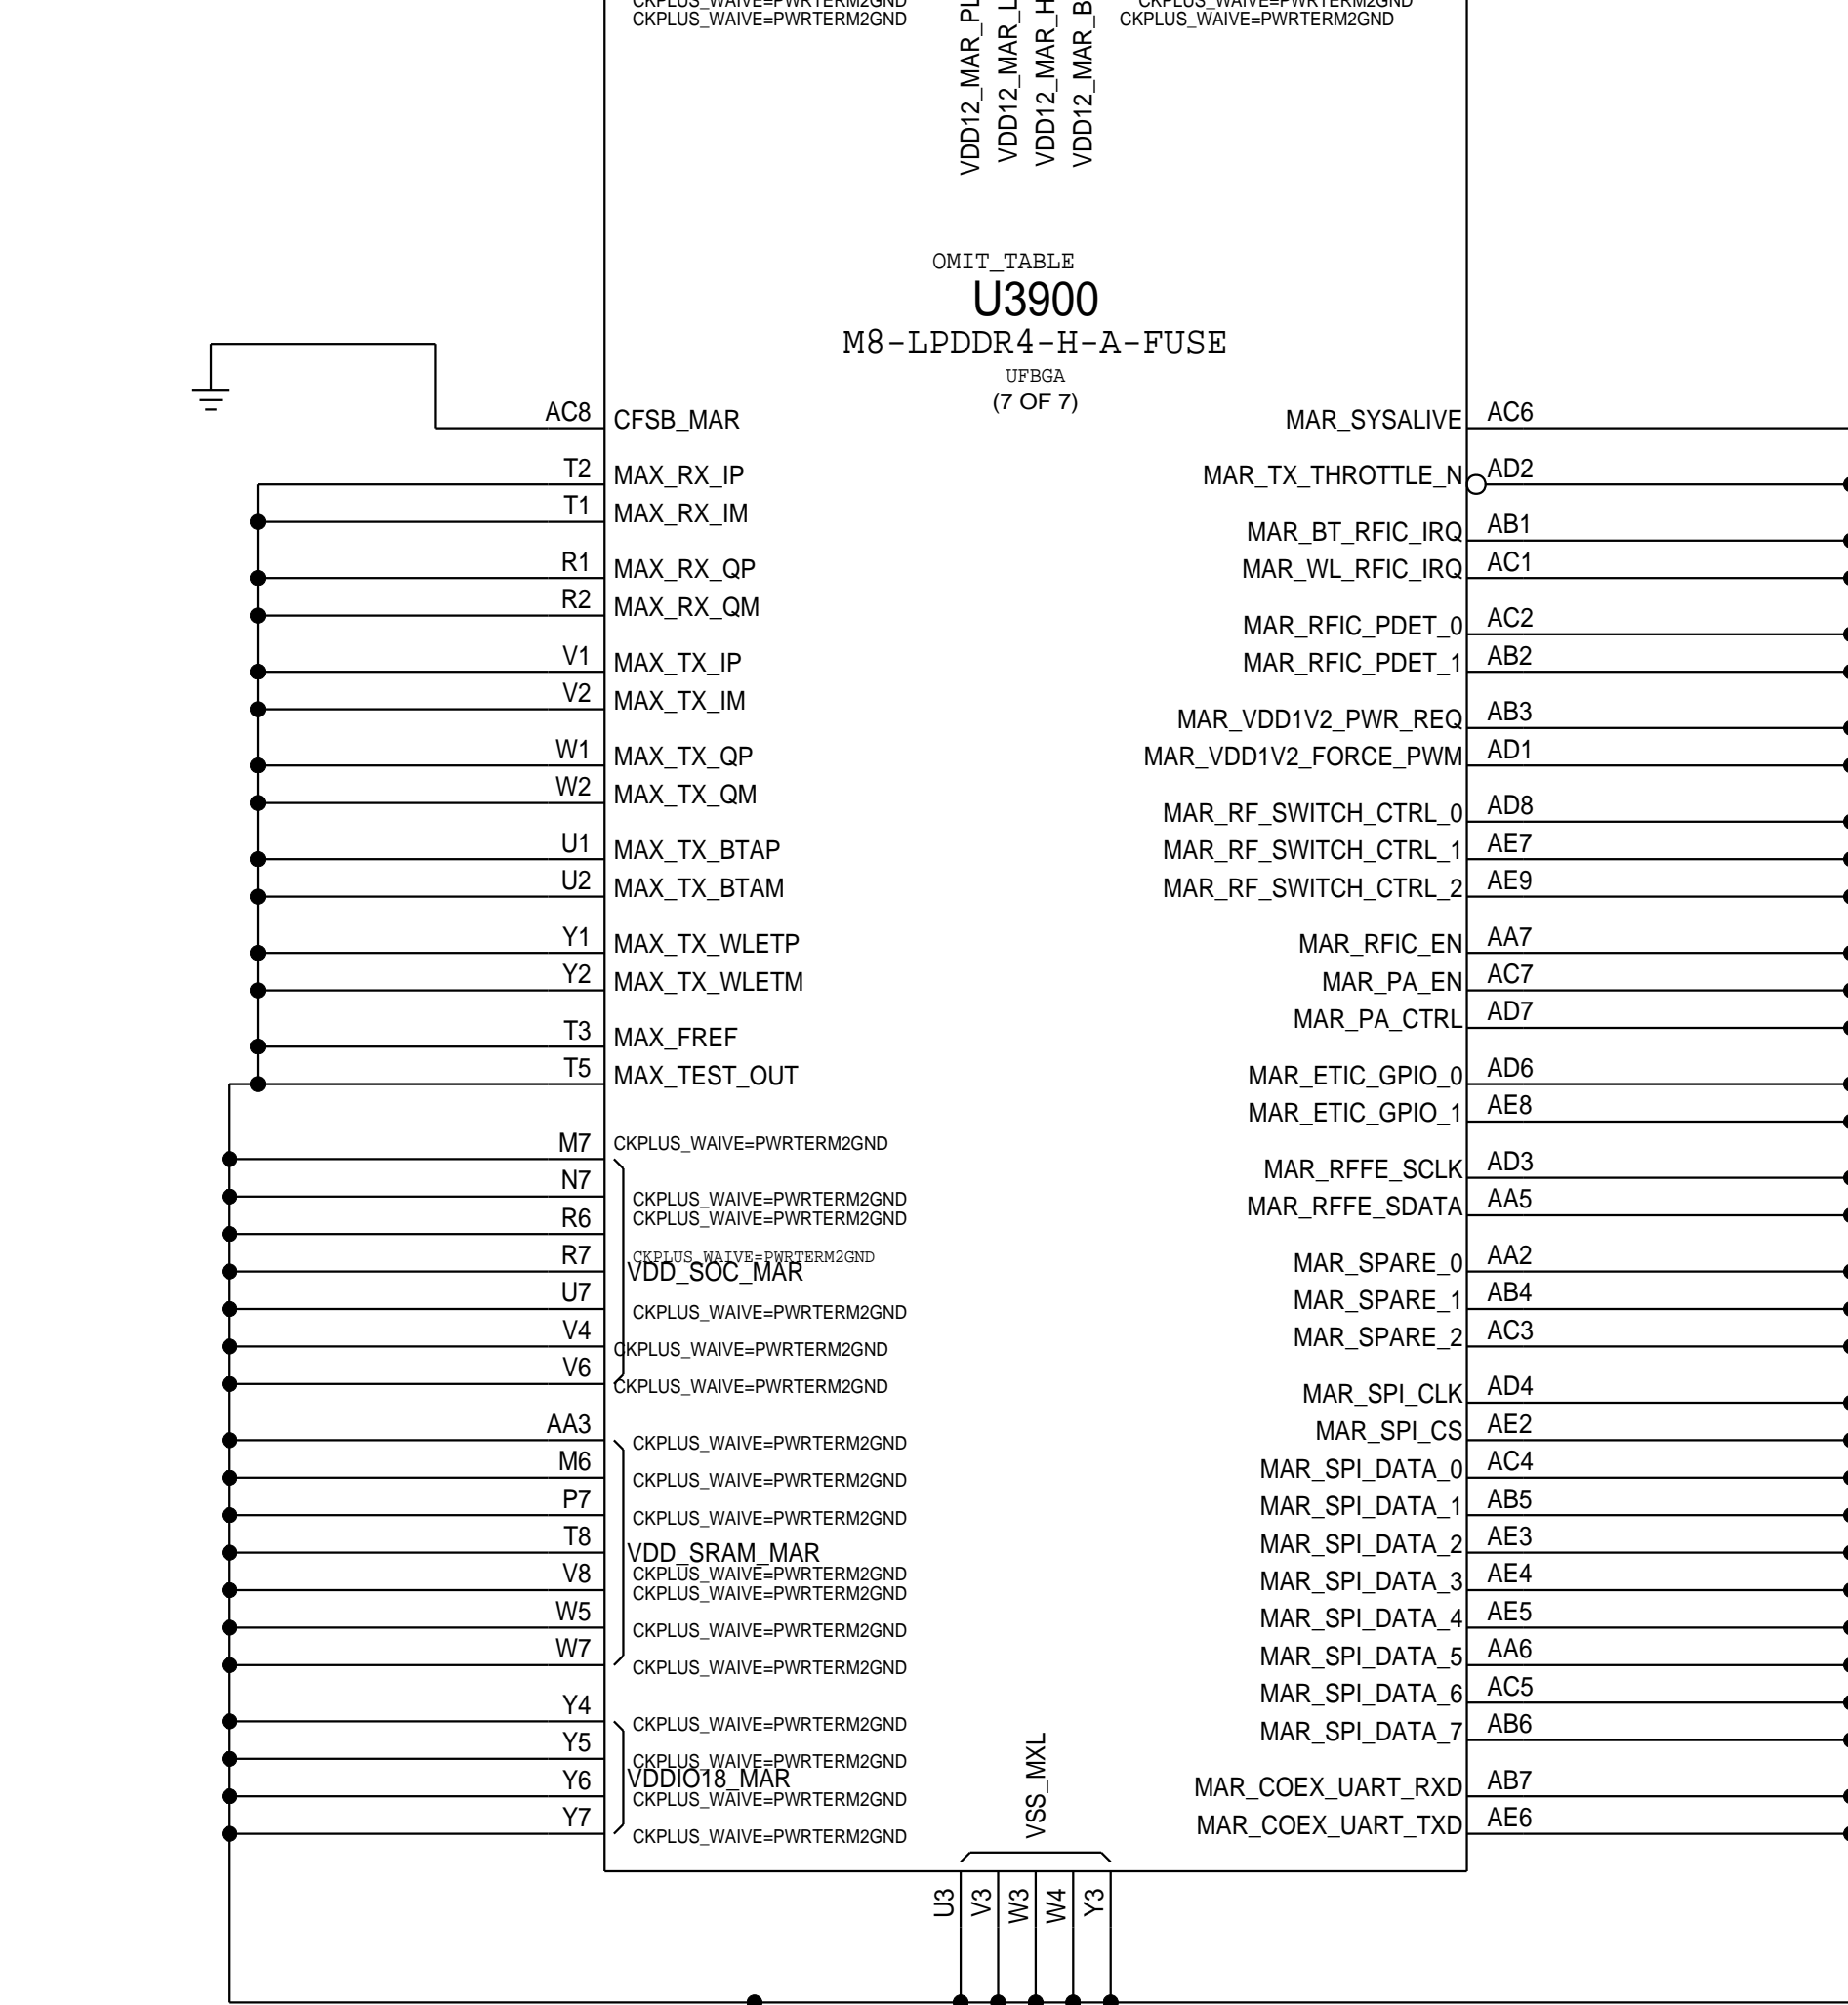 CKPLUS_WAIVE=PWRTERM2GND
CKPLUS_WAIVE=PWRTERM2GND
CKPLUS_WAIVE=PWRTERM2GND
CKPLUS_WAIVE=PWRTERM2GND
VDD12_MAR_PL
VDD12_MAR_L
VDD12_MAR_H
VDD12_MAR_B
OMIT_TABLE
U3900
M8-LPDDR4-H-A-FUSE
UFBGA
(7 OF 7)
AC8 CFSB_MAR
T2 MAX_RX_IP
T1 MAX_RX_IM
R1 MAX_RX_QP
R2 MAX_RX_QM
V1 MAX_TX_IP
V2 MAX_TX_IM
W1 MAX_TX_QP
W2 MAX_TX_QM
U1 MAX_TX_BTAP
U2 MAX_TX_BTAM
Y1 MAX_TX_WLETP
Y2 MAX_TX_WLETM
T3 MAX_FREF
T5 MAX_TEST_OUT
M7 CKPLUS_WAIVE=PWRTERM2GND
N7 CKPLUS_WAIVE=PWRTERM2GND
R6 CKPLUS_WAIVE=PWRTERM2GND
R7 CKPLUS_WAIVE=PWRTERM2GND
VDD_SOC_MAR
U7 CKPLUS_WAIVE=PWRTERM2GND
V4 CKPLUS_WAIVE=PWRTERM2GND
V6 CKPLUS_WAIVE=PWRTERM2GND
AA3 CKPLUS_WAIVE=PWRTERM2GND
M6 CKPLUS_WAIVE=PWRTERM2GND
P7 CKPLUS_WAIVE=PWRTERM2GND
T8 VDD_SRAM_MAR
CKPLUS_WAIVE=PWRTERM2GND
V8 CKPLUS_WAIVE=PWRTERM2GND
W5 CKPLUS_WAIVE=PWRTERM2GND
W7 CKPLUS_WAIVE=PWRTERM2GND
Y4 CKPLUS_WAIVE=PWRTERM2GND
Y5 CKPLUS_WAIVE=PWRTERM2GND
Y6 VDDIO18_MAR
CKPLUS_WAIVE=PWRTERM2GND
Y7 CKPLUS_WAIVE=PWRTERM2GND
MAR_SYSALIVE AC6
MAR_TX_THROTTLE_N AD2
MAR_BT_RFIC_IRQ AB1
MAR_WL_RFIC_IRQ AC1
MAR_RFIC_PDET_0 AC2
MAR_RFIC_PDET_1 AB2
MAR_VDD1V2_PWR_REQ AB3
MAR_VDD1V2_FORCE_PWM AD1
MAR_RF_SWITCH_CTRL_0 AD8
MAR_RF_SWITCH_CTRL_1 AE7
MAR_RF_SWITCH_CTRL_2 AE9
MAR_RFIC_EN AA7
MAR_PA_EN AC7
MAR_PA_CTRL AD7
MAR_ETIC_GPIO_0 AD6
MAR_ETIC_GPIO_1 AE8
MAR_RFFE_SCLK AD3
MAR_RFFE_SDATA AA5
MAR_SPARE_0 AA2
MAR_SPARE_1 AB4
MAR_SPARE_2 AC3
MAR_SPI_CLK AD4
MAR_SPI_CS AE2
MAR_SPI_DATA_0 AC4
MAR_SPI_DATA_1 AB5
MAR_SPI_DATA_2 AE3
MAR_SPI_DATA_3 AE4
MAR_SPI_DATA_4 AE5
MAR_SPI_DATA_5 AA6
MAR_SPI_DATA_6 AC5
MAR_SPI_DATA_7 AB6
MAR_COEX_UART_RXD AB7
MAR_COEX_UART_TXD AE6
VSS_MXL
U3
V3
W3
W4
Y3